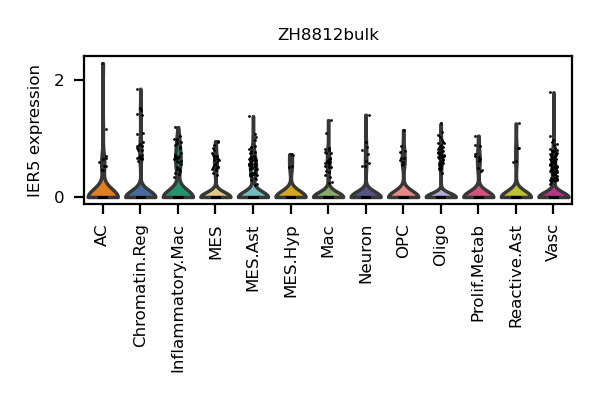 ZH8812bulk
IER5 expression
2
0
AC
Chromatin.Reg
Inflammatory.Mac
MES
MES.Ast
MES.Hyp
Mac
Neuron
OPC
Oligo
Prolif.Metab
Reactive.Ast
Vasc